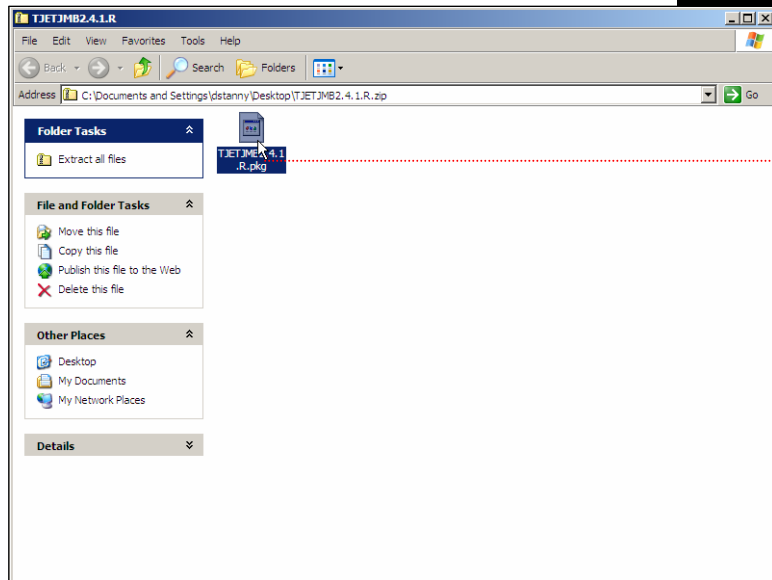 TJETJMB2.4.1.R
File Edit View Favorites Tools Help
Back Search Folders
Address C:\Documents and Settings\dstanny\Desktop\TJETJMB2.4.1.R.zip Go
Folder Tasks
Extract all files
TJETJMB2.4.1
.R.pkg
File and Folder Tasks
Move this file
Copy this file
Publish this file to the Web
Delete this file
Other Places
Desktop
My Documents
My Network Places
Details